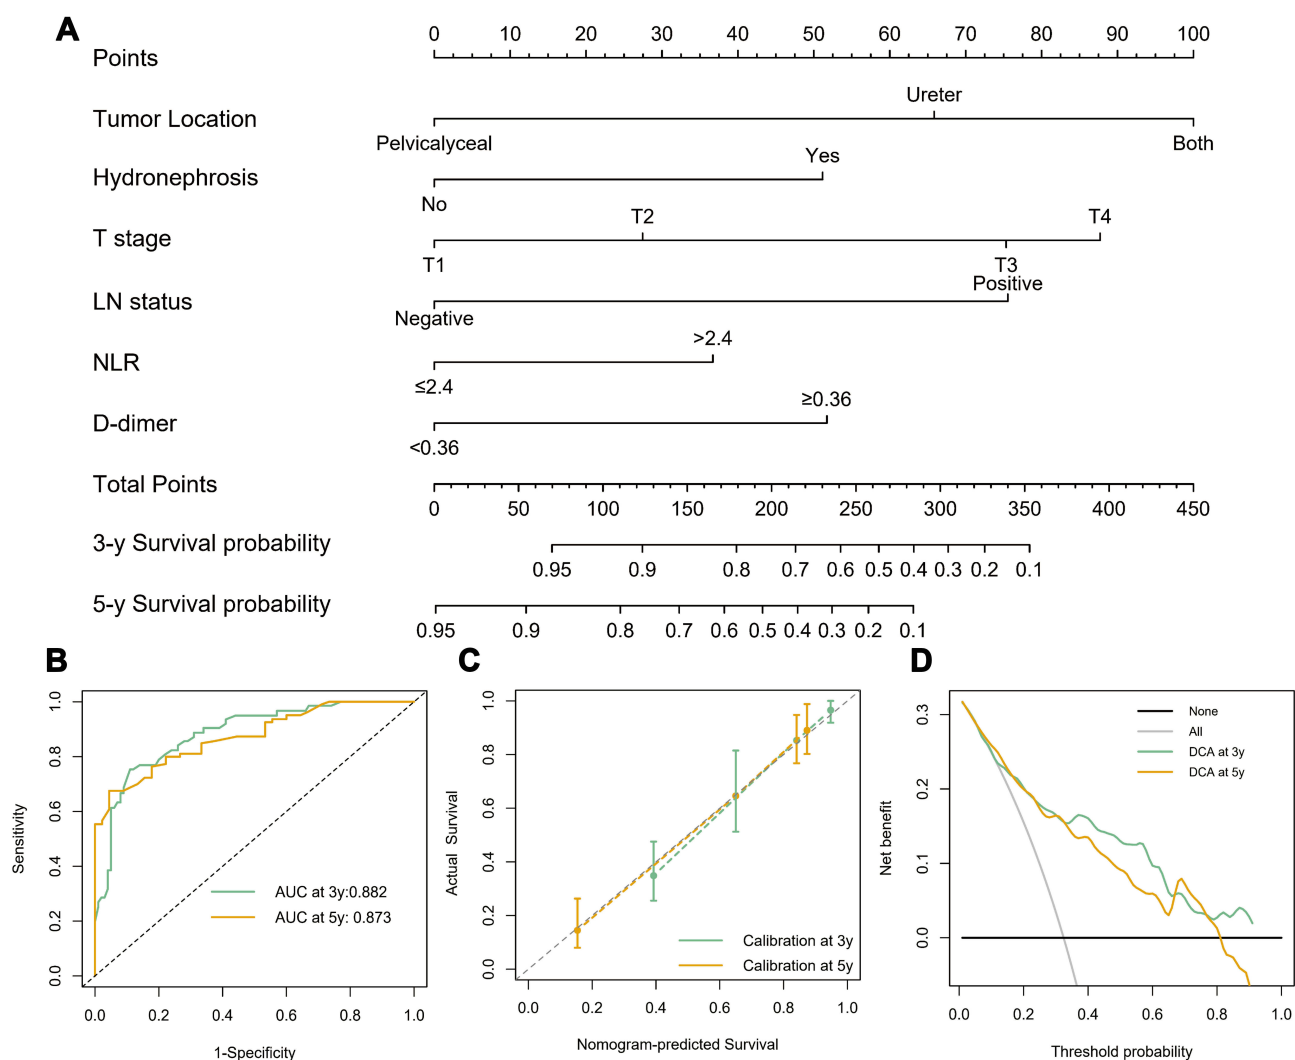 A
0 10 20 30 40 50 60 70 80 90 100
Points
Ureter
Tumor Location
Pelvicalyceal Both
Yes
Hydronephrosis
No
T2 T4
T stage
T1 T3
Positive
LN status
Negative
>2.4
NLR
≤2.4
≥0.36
D-dimer
<0.36
Total Points
0 50 100 150 200 250 300 350 400 450
3-y Survival probability
0.95 0.9 0.8 0.7 0.6 0.5 0.4 0.3 0.2 0.1
5-y Survival probability
0.95 0.9 0.8 0.7 0.6 0.5 0.4 0.3 0.2 0.1
B
Sensitivity
1.0
0.8
0.6
0.4
0.2
0.0
AUC at 3y:0.882
AUC at 5y: 0.873
0.0 0.2 0.4 0.6 0.8 1.0
1-Specificity
C
Actual Survival
1.0
0.8
0.6
0.4
0.2
0.0
Calibration at 3y
Calibration at 5y
0.0 0.2 0.4 0.6 0.8 1.0
Nomogram-predicted Survival
D
Net benefit
0.3
0.2
0.1
0.0
None
All
DCA at 3y
DCA at 5y
0.0 0.2 0.4 0.6 0.8 1.0
Threshold probability